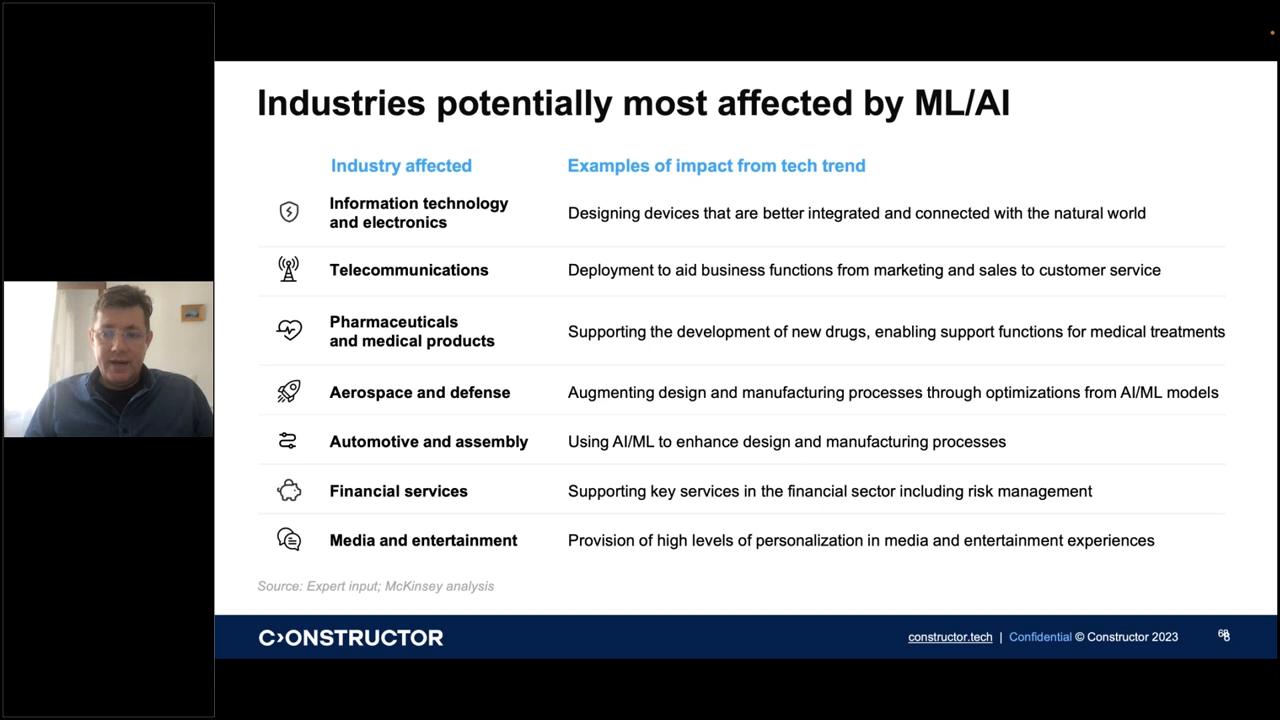 Industries potentially most affected by ML/AI
Industry affected
Examples of impact from tech trend
Information technology
and electronics
Designing devices that are better integrated and connected with the natural world
Telecommunications
Deployment to aid business functions from marketing and sales to customer service
Pharmaceuticals
and medical products
Supporting the development of new drugs, enabling support functions for medical treatments
Aerospace and defense
Augmenting design and manufacturing processes through optimizations from AI/ML models
Automotive and assembly
Using AI/ML to enhance design and manufacturing processes
Financial services
Supporting key services in the financial sector including risk management
Media and entertainment
Provision of high levels of personalization in media and entertainment experiences
Source: Expert input; McKinsey analysis
C›ONSTRUCTOR
constructor.tech | Confidential © Constructor 2023